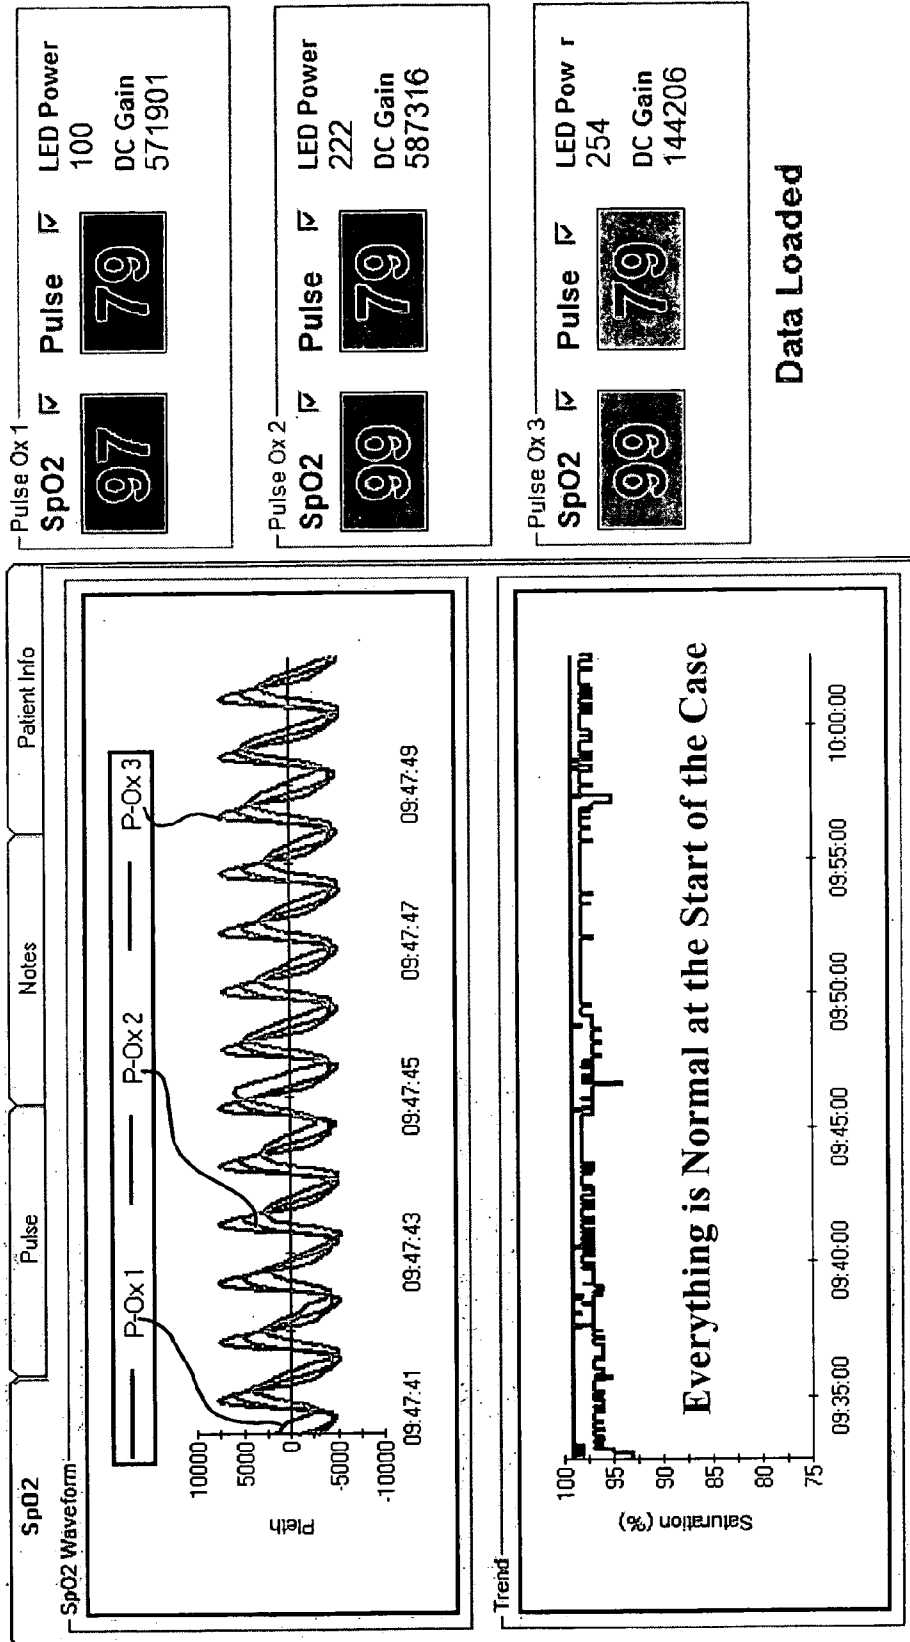 SpO2
Pulse
Notes
Patient Info
SpO2 Waveform
P-Ox 1
P-Ox 2
P-Ox 3
10000
5000
0
-5000
-10000
Pleth
09:47:41
09:47:43
09:47:45
09:47:47
09:47:49
Trend
100
95
90
85
80
75
Saturation (%)
Everything is Normal at the Start of the Case
09:35:00
09:40:00
09:45:00
09:50:00
09:55:00
10:00:00
Pulse Ox 1
SpO2 Pulse LED Power
97 79 100
DC Gain
571901
Pulse Ox 2
SpO2 Pulse LED Power
99 79 222
DC Gain
587316
Pulse Ox 3
SpO2 Pulse LED Pow r
99 79 254
DC Gain
144206
Data Loaded